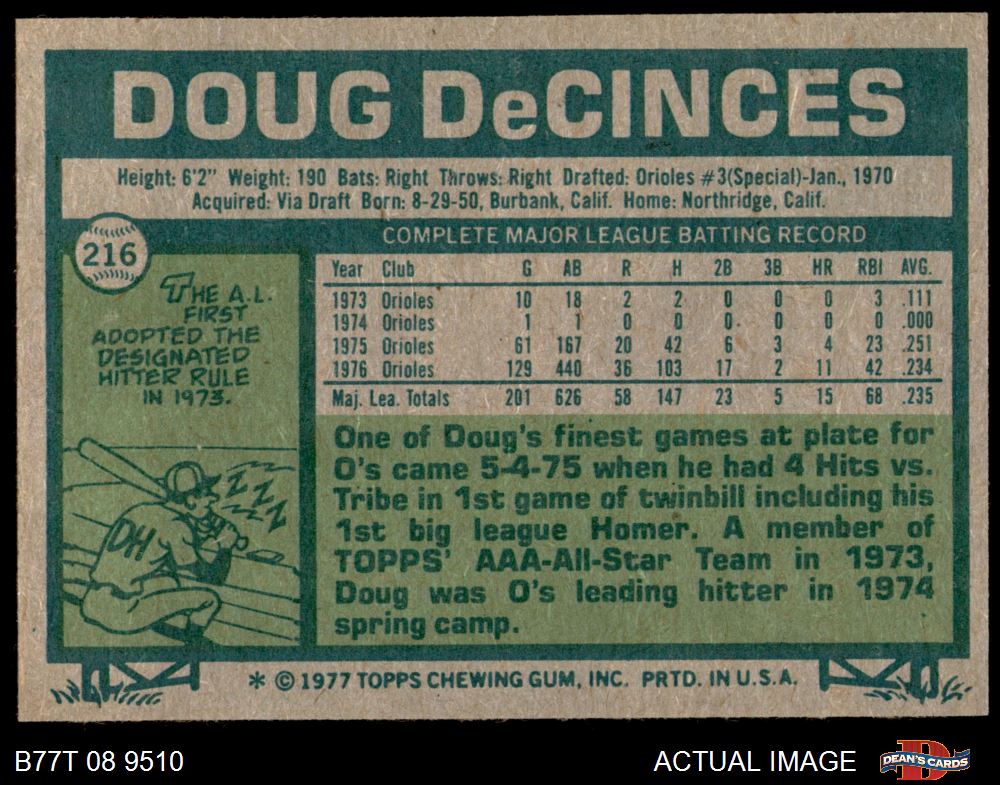 DOUG DeCINCES
Height: 6'2" Weight: 190 Bats: Right Throws: Right Drafted: Orioles #3(Special)-Jan., 1970
Acquired: Via Draft Born: 8-29-50, Burbank, Calif. Home: Northridge, Calif.
216
THE A.L.
FIRST
ADOPTED THE
DESIGNATED
HITTER RULE
IN 1973.
ZZZZ
DH
COMPLETE MAJOR LEAGUE BATTING RECORD
Year Club G AB R H 2B 3B HR RBI AVG.
1973 Orioles 10 18 2 2 0 0 0 3 .111
1974 Orioles 1 1 0 0 0 0 0 0 .000
1975 Orioles 61 167 20 42 6 3 4 23 .251
1976 Orioles 129 440 36 103 17 2 11 42 .234
Maj. Lea. Totals 201 626 58 147 23 5 15 68 .235
One of Doug's finest games at plate for
O's came 5-4-75 when he had 4 Hits vs.
Tribe in 1st game of twinbill including his
1st big league Homer. A member of
TOPPS' AAA-All-Star Team in 1973,
Doug was O's leading hitter in 1974
spring camp.
* © 1977 TOPPS CHEWING GUM, INC. PRTD. IN U.S.A.
B77T 08 9510
ACTUAL IMAGE
D
DEAN'S CARDS